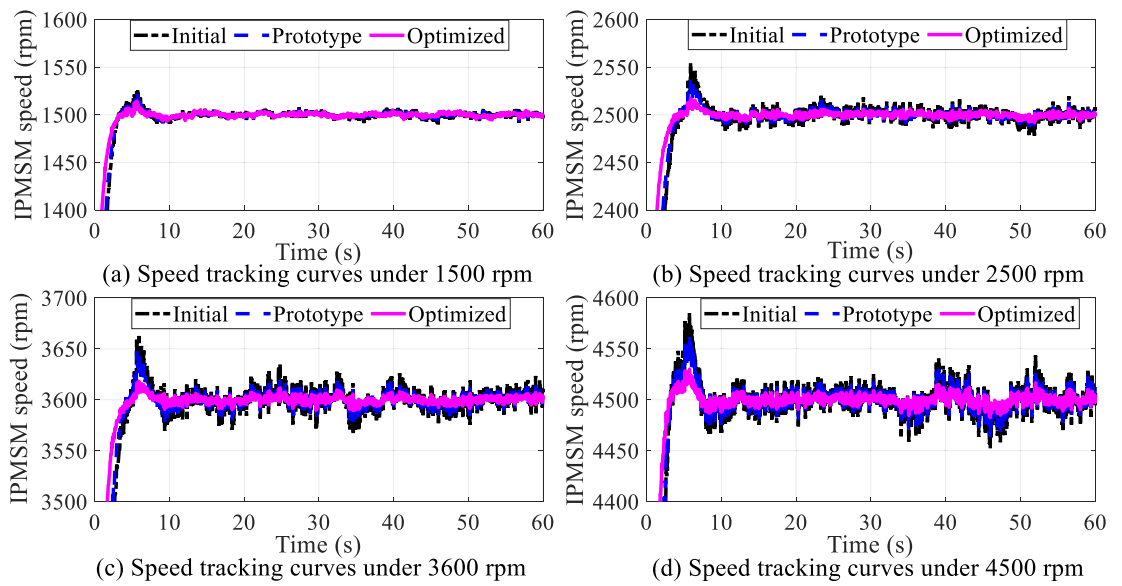 1600
1550
1500
1450
1400
IPMSM speed (rpm)
Initial Prototype Optimized
0 10 20 30 40 50 60
Time (s)
(a) Speed tracking curves under 1500 rpm
2600
2550
2500
2450
2400
IPMSM speed (rpm)
Initial Prototype Optimized
0 10 20 30 40 50 60
Time (s)
(b) Speed tracking curves under 2500 rpm
3700
3650
3600
3550
3500
IPMSM speed (rpm)
Initial Prototype Optimized
0 10 20 30 40 50 60
Time (s)
(c) Speed tracking curves under 3600 rpm
4600
4550
4500
4450
4400
IPMSM speed (rpm)
Initial Prototype Optimized
0 10 20 30 40 50 60
Time (s)
(d) Speed tracking curves under 4500 rpm